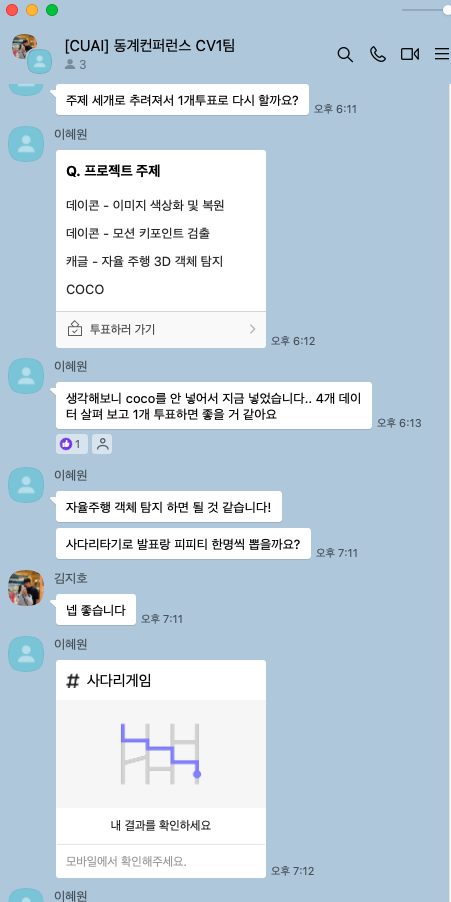 [CUAI] 동계컨퍼런스 CV1팀
3
주제 세개로 추려져서 1개투표로 다시 할까요?
오후 6:11
이혜원
Q. 프로젝트 주제
데이콘 - 이미지 색상화 및 복원
데이콘 - 모션 키포인트 검출
캐글 - 자율 주행 3D 객체 탐지
COCO
투표하러 가기
오후 6:12
이혜원
생각해보니 coco를 안 넣어서 지금 넣었습니다.. 4개 데이
터 살펴 보고 1개 투표하면 좋을 거 같아요
오후 6:13
1
이혜원
자율주행 객체 탐지 하면 될 것 같습니다!
사다리타기로 발표랑 피피티 한명씩 뽑을까요?
오후 7:11
김지호
넵 좋습니다
오후 7:11
이혜원
# 사다리게임
내 결과를 확인하세요
모바일에서 확인해주세요.
오후 7:12
이혜원